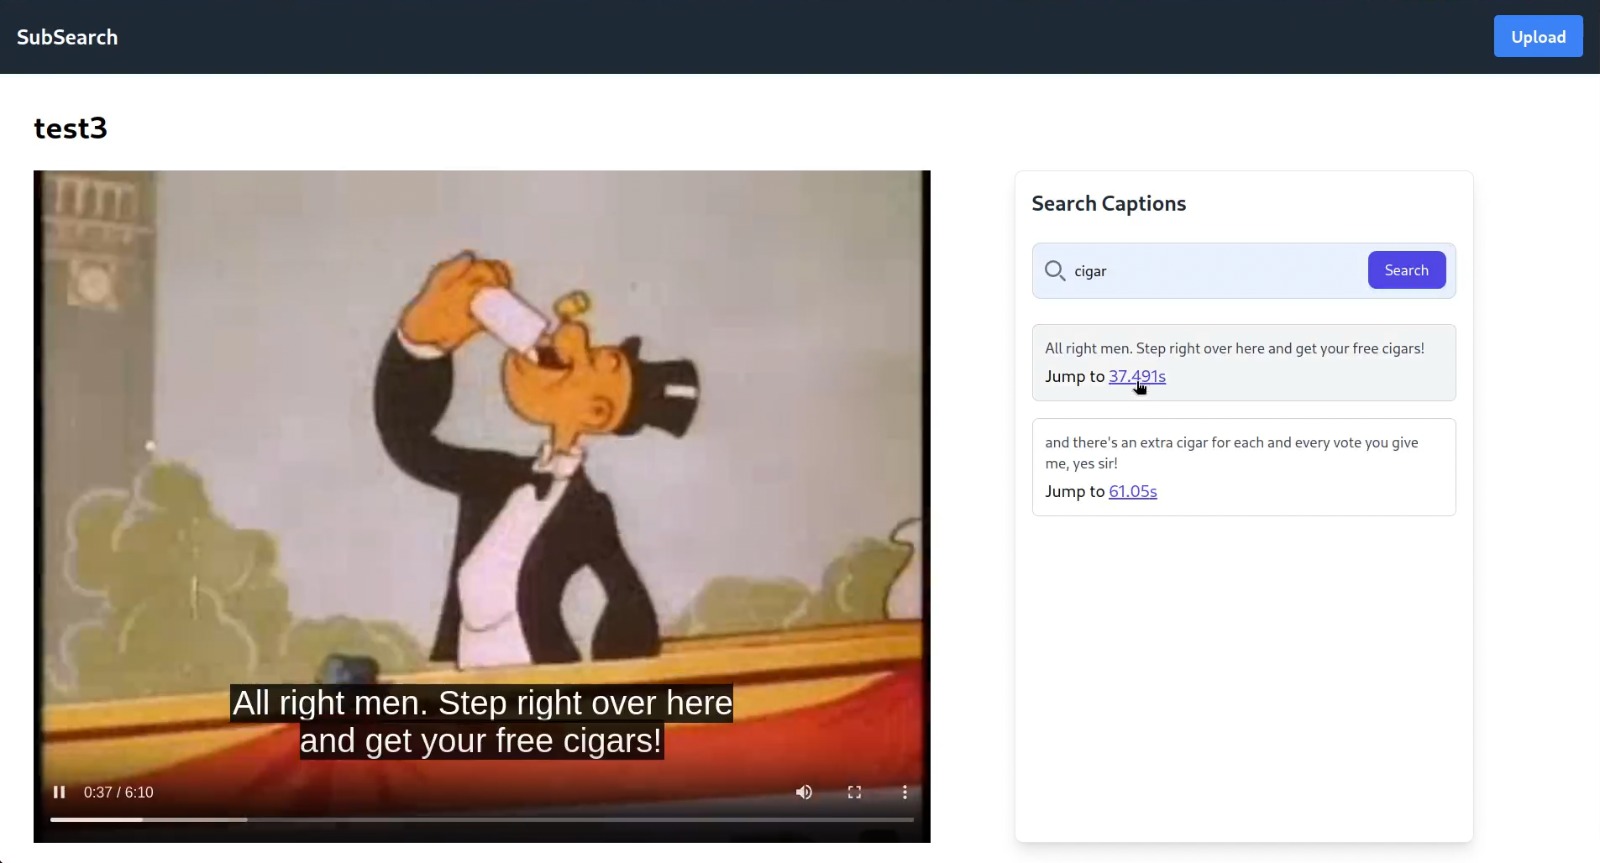 SubSearch
Upload
test3
All right men. Step right over here
and get your free cigars!
0:37 / 6:10
Search Captions
cigar
Search
All right men. Step right over here and get your free cigars!
Jump to 37.491s
and there's an extra cigar for each and every vote you give
me, yes sir!
Jump to 61.05s